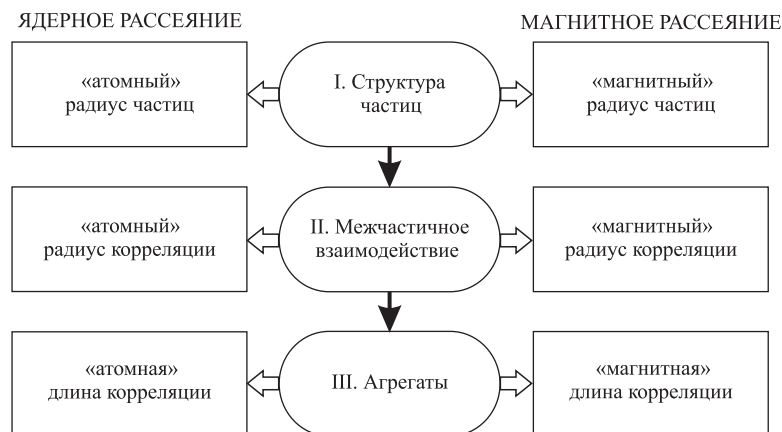 ЯДЕРНОЕ РАССЕЯНИЕ
МАГНИТНОЕ РАССЕЯНИЕ
«атомный»
радиус частиц
I. Структура
частиц
«магнитный»
радиус частиц
«атомный»
радиус корреляции
II. Межчастичное
взаимодействие
«магнитный»
радиус корреляции
«атомная»
длина корреляции
III. Агрегаты
«магнитная»
длина корреляции